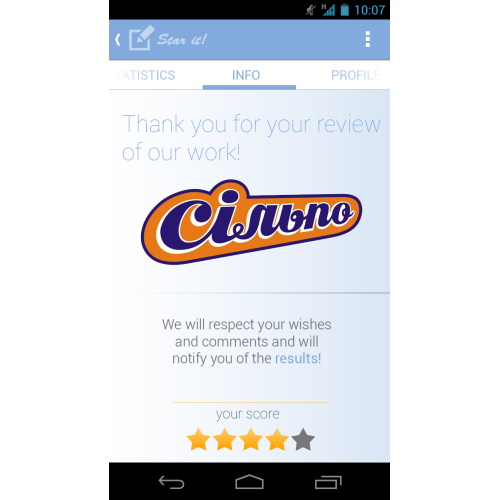 H 10:07
Star it!
ATISTICS INFO PROFILE
Thank you for your review
of our work!
Сільпо
We will respect your wishes
and comments and will
notify you of the results!
your score